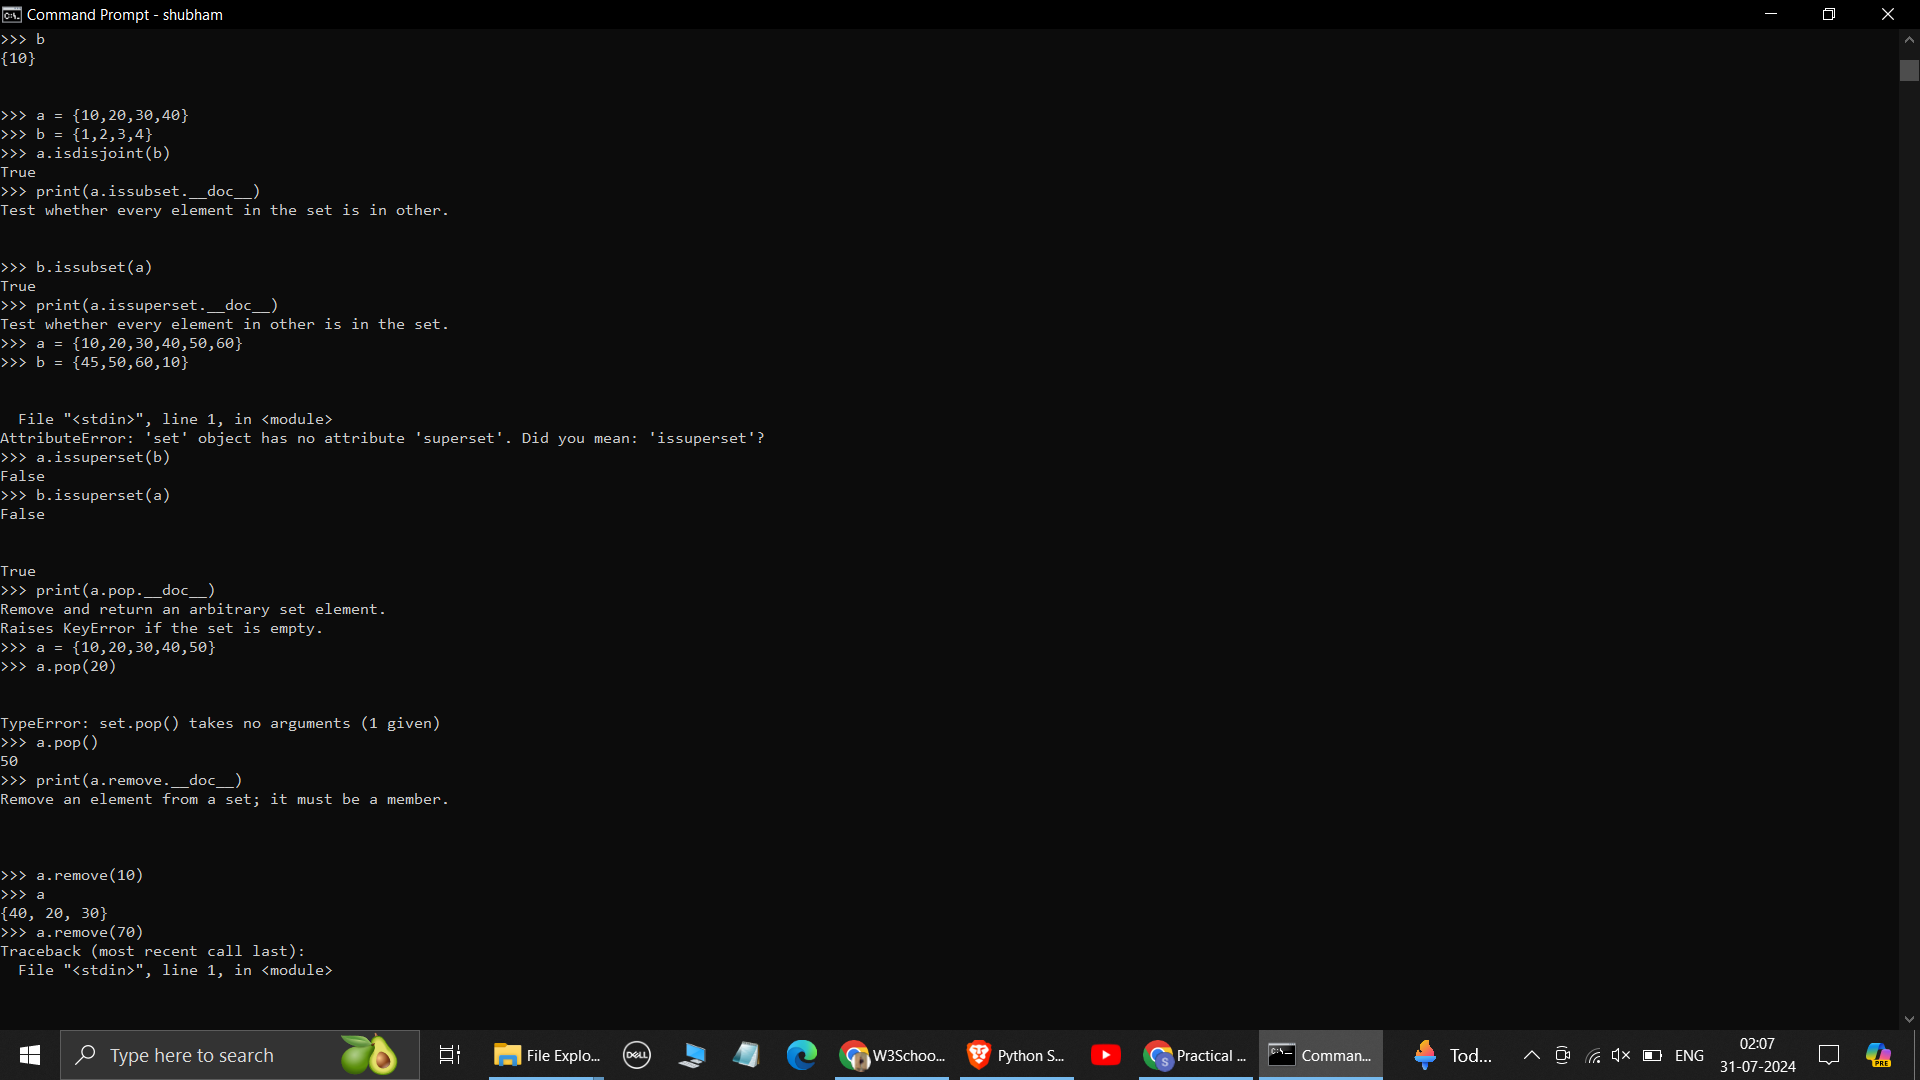 Command Prompt - shubham
>>> b
{10}
>>> a = {10,20,30,40}
>>> b = {1,2,3,4}
>>> a.isdisjoint(b)
True
>>> print(a.issubset.__doc__)
Test whether every element in the set is in other.
>>> b.issubset(a)
True
>>> print(a.issuperset.__doc__)
Test whether every element in other is in the set.
>>> a = {10,20,30,40,50,60}
>>> b = {45,50,60,10}
  File "<stdin>", line 1, in <module>
AttributeError: 'set' object has no attribute 'superset'. Did you mean: 'issuperset'?
>>> a.issuperset(b)
False
>>> b.issuperset(a)
False
True
>>> print(a.pop.__doc__)
Remove and return an arbitrary set element.
Raises KeyError if the set is empty.
>>> a = {10,20,30,40,50}
>>> a.pop(20)
TypeError: set.pop() takes no arguments (1 given)
>>> a.pop()
50
>>> print(a.remove.__doc__)
Remove an element from a set; it must be a member.
>>> a.remove(10)
>>> a
{40, 20, 30}
>>> a.remove(70)
Traceback (most recent call last):
  File "<stdin>", line 1, in <module>
Type here to search
File Explo...
DELL
W3Schoo...
Python S...
S
Practical ...
Comman...
Tod...
ENG
02:07
31-07-2024
PRE